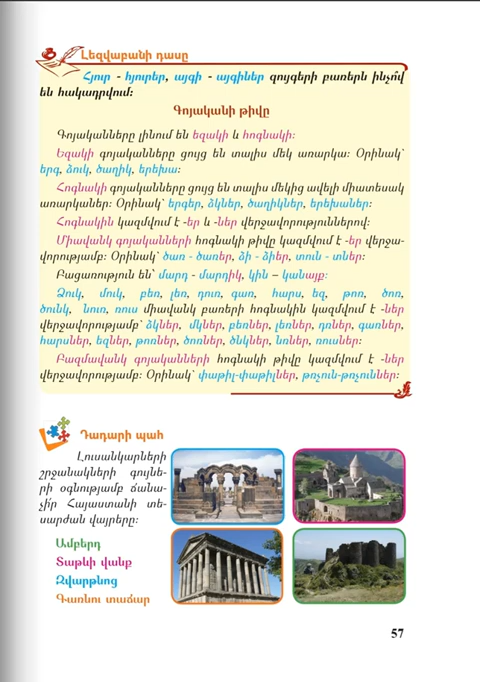 Լեզվաբանի դասը
Հյուր - հյուրեր, այգի - այգիներ զույգերի բառերն ինչո՞վ
են հակադրվում:
Գոյականի թիվը
Գոյականները լինում են եզակի և հոգնակի:
Եզակի գոյականները ցույց են տալիս մեկ առարկա: Օրինակ՝
երգ, ձուկ, ծաղիկ, երեխա:
Հոգնակի գոյականները ցույց են տալիս մեկից ավելի միատեսակ
առարկաներ: Օրինակ՝ երգեր, ձկներ, ծաղիկներ, երեխաներ:
Հոգնակին կազմվում է -եր և -ներ վերջավորություններով:
Միավանկ գոյականների հոգնակի թիվը կազմվում է -եր վերջա-
վորությամբ: Օրինակ՝ ծառ - ծառեր, ձի - ձիեր, տուն - տներ:
Բացառություն են՝ մարդ - մարդիկ, կին – կանայք:
Ձուկ, մուկ, բեռ, լեռ, դուռ, գառ, հարս, եզ, թոռ, ծոռ,
ծունկ, նուռ, ռուս միավանկ բառերի հոգնակին կազմվում է -ներ
վերջավորությամբ՝ ձկներ, մկներ, բեռներ, լեռներ, դռներ, գառներ,
հարսներ, եզներ, թոռներ, ծոռներ, ծնկներ, նռներ, ռուսներ:
Բազմավանկ գոյականների հոգնակի թիվը կազմվում է -ներ
վերջավորությամբ: Օրինակ՝ փաթիլ-փաթիլներ, թռչուն-թռչուններ:
Դադարի պահ
Լուսանկարների
շրջանակների գույնե-
րի օգնությամբ ճանա-
չի՛ր Հայաստանի տե-
սարժան վայրերը:
Ամբերդ
Տաթևի վանք
Զվարթնոց
Գառնու տաճար
57